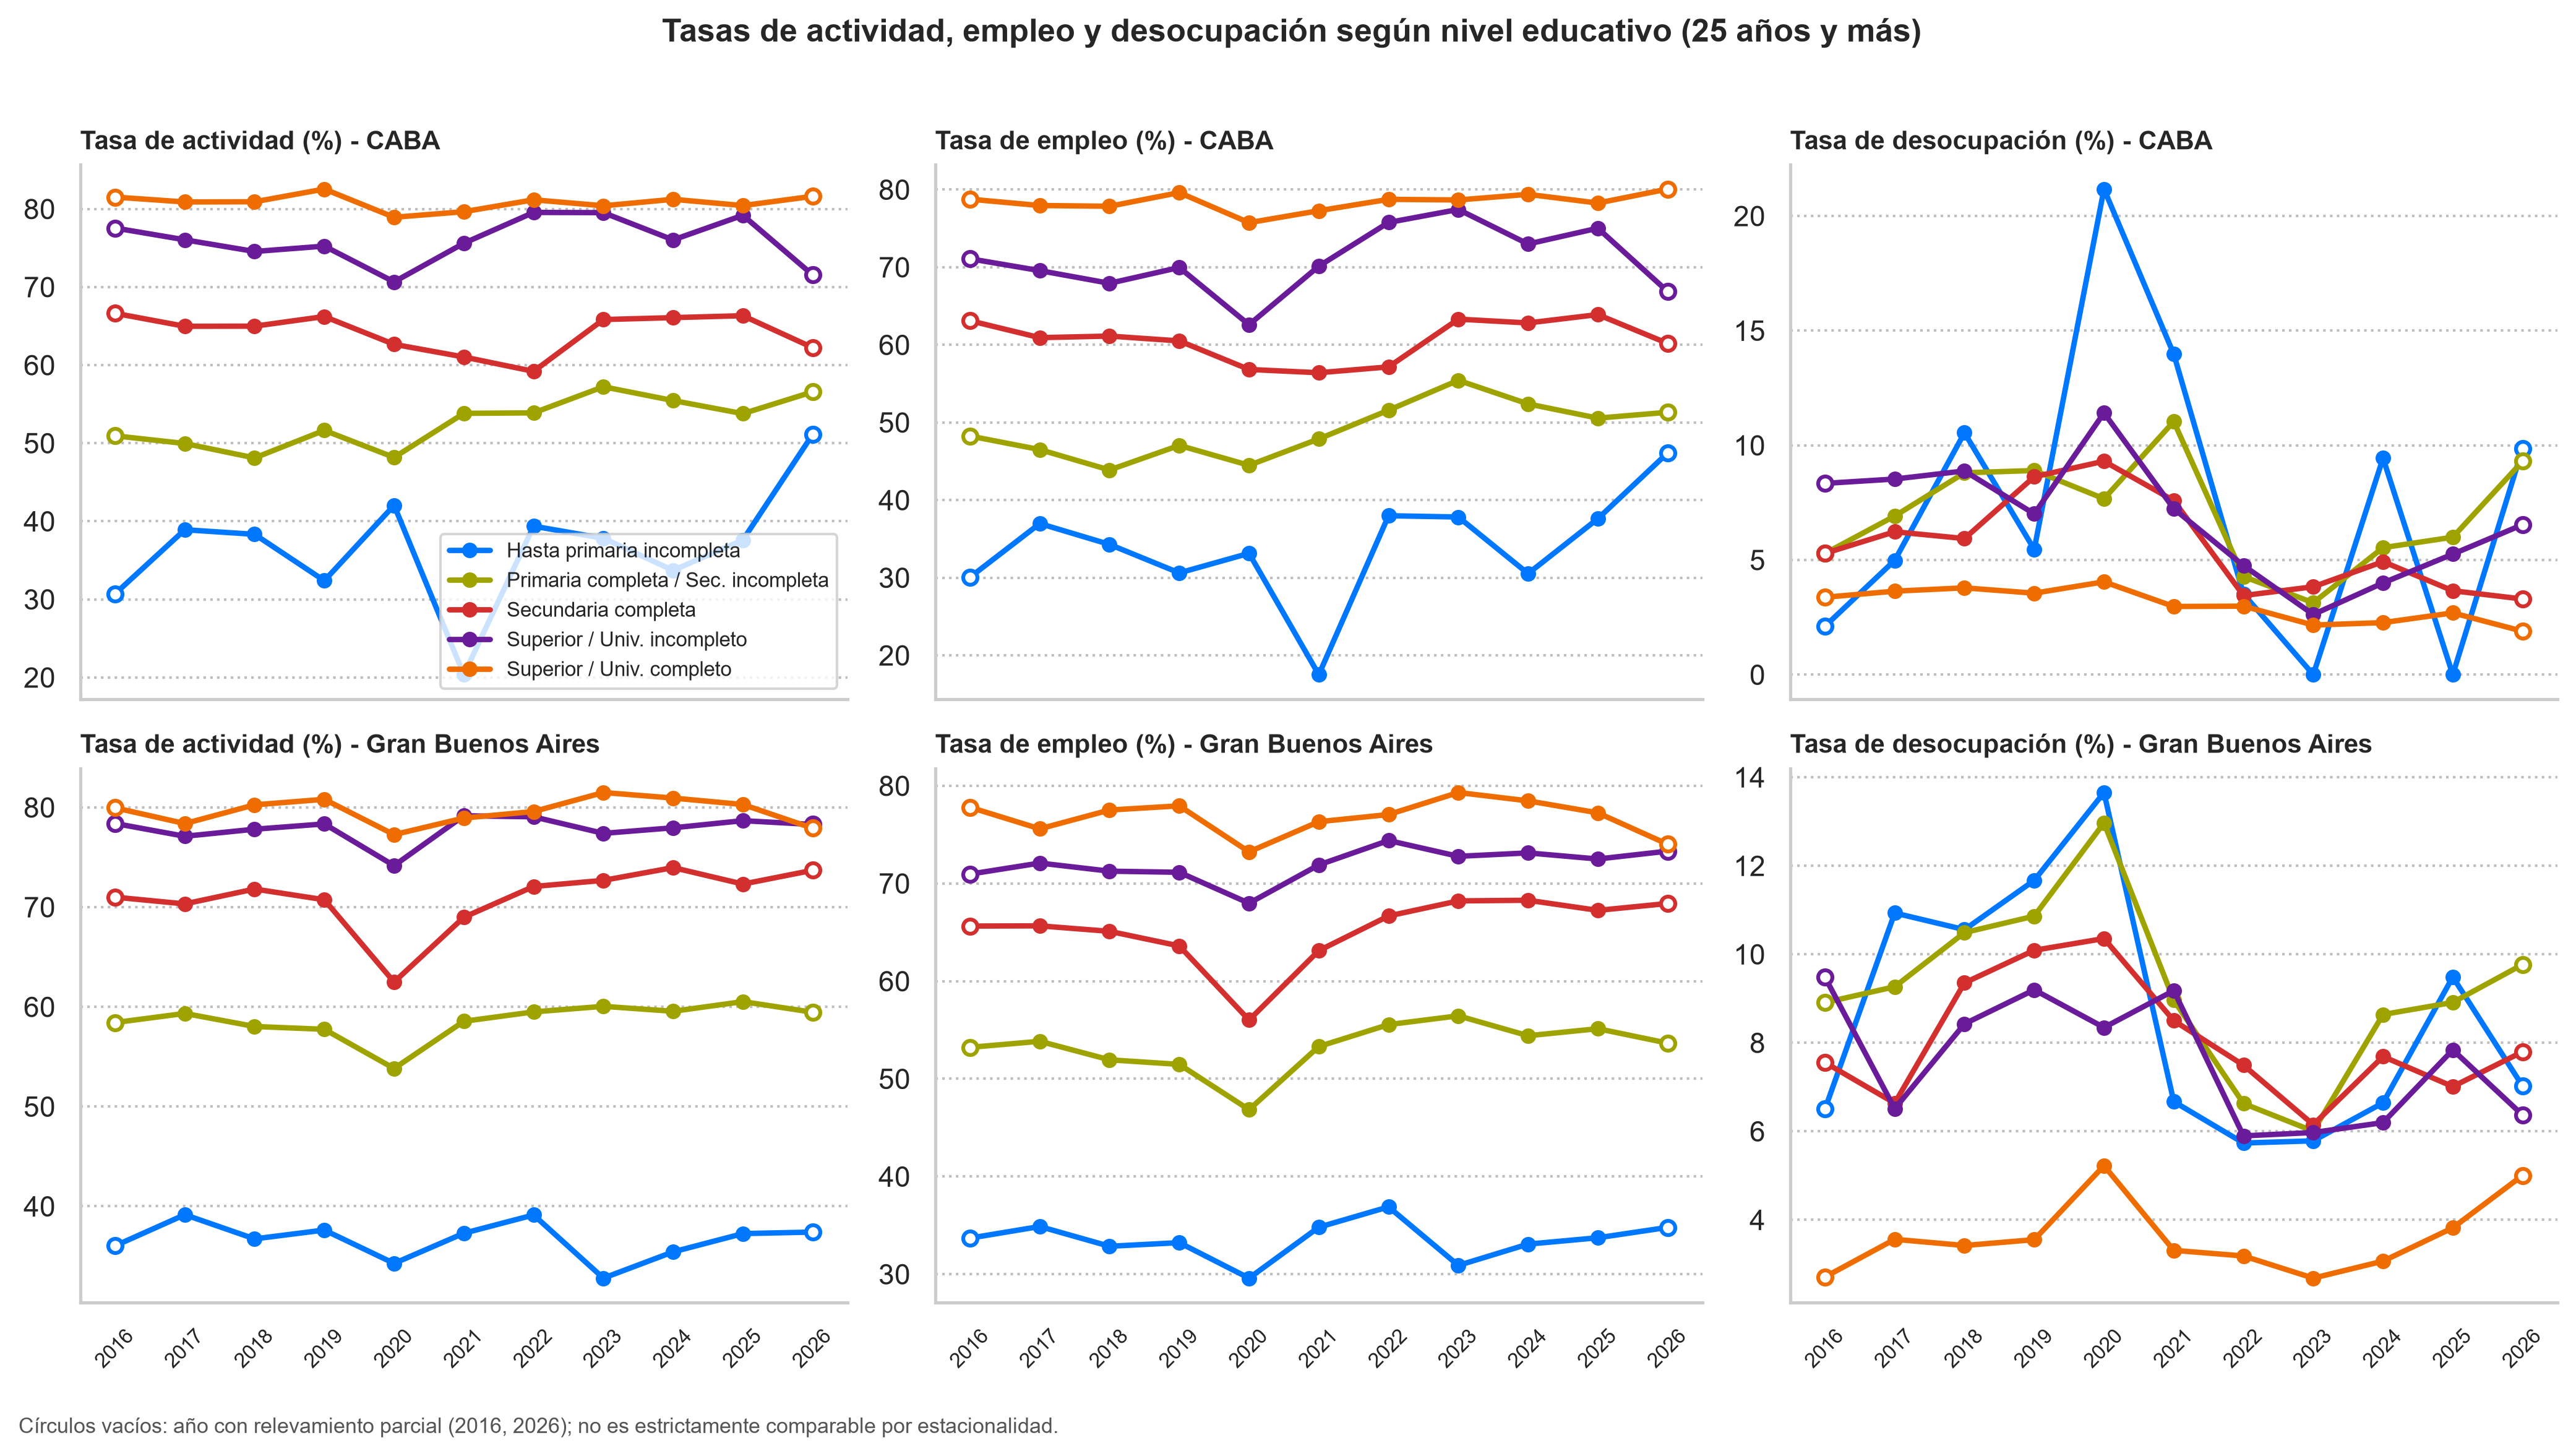 Tasas de actividad, empleo y desocupación según nivel educativo (25 años y más)
Tasa de actividad (%) - CABA
80
70
60
50
40
30
20
Hasta primaria incompleta
Primaria completa / Sec. incompleta
Secundaria completa
Superior / Univ. incompleto
Superior / Univ. completo
Tasa de empleo (%) - CABA
80
70
60
50
40
30
20
Tasa de desocupación (%) - CABA
20
15
10
5
0
Tasa de actividad (%) - Gran Buenos Aires
80
70
60
50
40
2016 2017 2018 2019 2020 2021 2022 2023 2024 2025 2026
Tasa de empleo (%) - Gran Buenos Aires
80
70
60
50
40
30
2016 2017 2018 2019 2020 2021 2022 2023 2024 2025 2026
Tasa de desocupación (%) - Gran Buenos Aires
14
12
10
8
6
4
2016 2017 2018 2019 2020 2021 2022 2023 2024 2025 2026
Círculos vacíos: año con relevamiento parcial (2016, 2026); no es estrictamente comparable por estacionalidad.